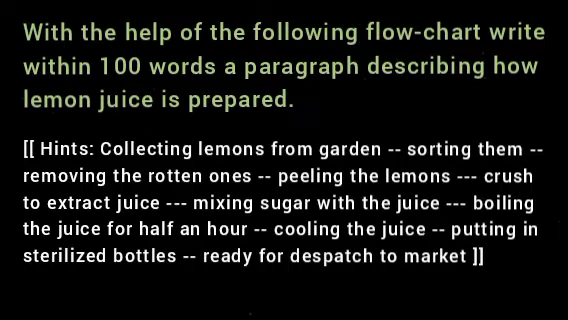 With the help of the following flow-chart write
within 100 words a paragraph describing how
lemon juice is prepared.
[[ Hints: Collecting lemons from garden -- sorting them --
removing the rotten ones -- peeling the lemons --- crush
to extract juice --- mixing sugar with the juice --- boiling
the juice for half an hour -- cooling the juice -- putting in
sterilized bottles -- ready for despatch to market ]]